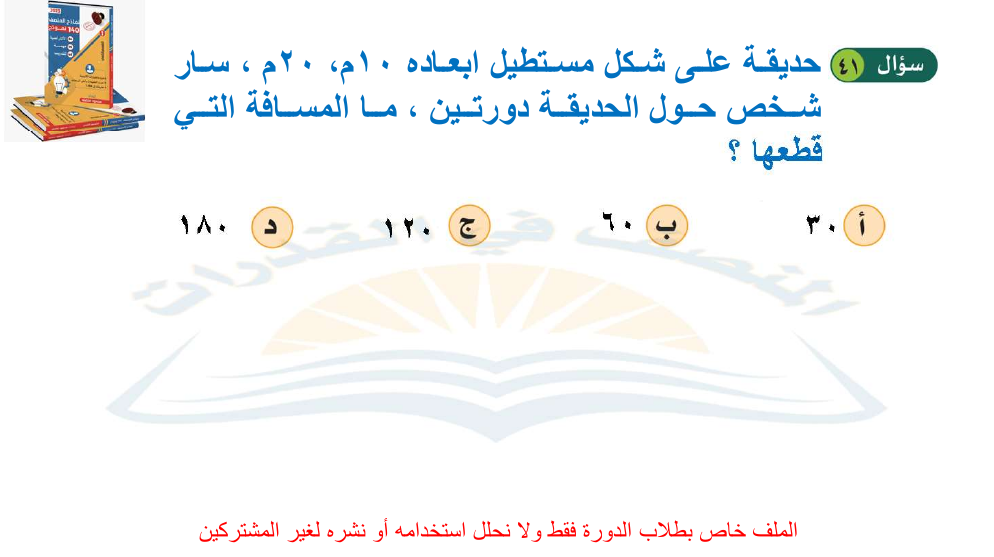 سؤال ٤١
حديقة على شكل مستطيل ابعاده ١٠م، ٢٠م ، سار
شخص حول الحديقة دورتين ، ما المسافة التي
قطعها ؟
أ ٣٠ ب ٦٠ ج ١٢٠ د ١٨٠
المنصف في القدرات
الملف خاص بطلاب الدورة فقط ولا نحلل استخدامه أو نشره لغير المشتركين